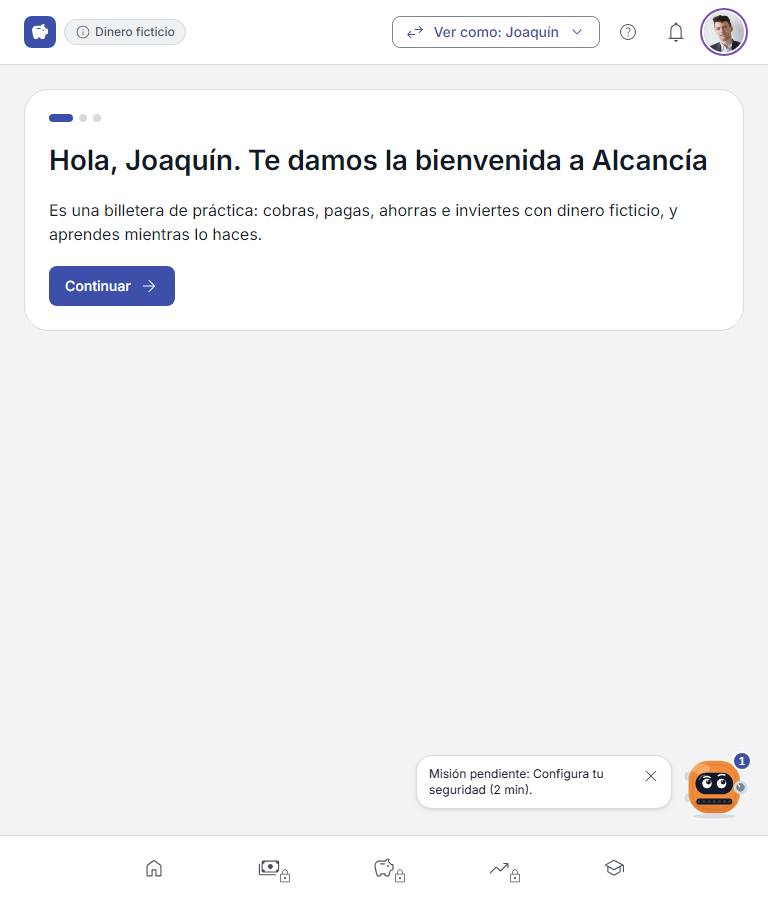 Dinero ficticio
Ver como: Joaquín
Hola, Joaquín. Te damos la bienvenida a Alcancía
Es una billetera de práctica: cobras, pagas, ahorras e inviertes con dinero ficticio, y
aprendes mientras lo haces.
Continuar
1
Misión pendiente: Configura tu
seguridad (2 min).